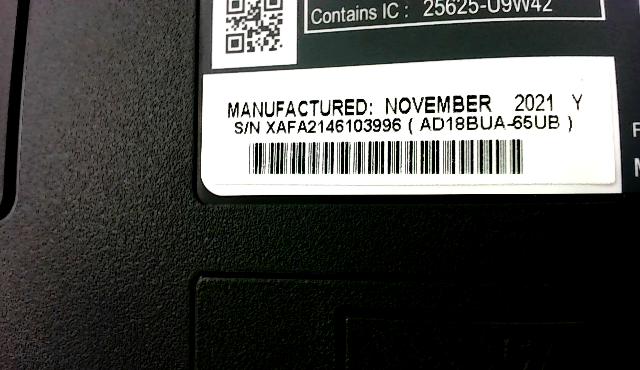 Contains IC : 25625-U9W42
MANUFACTURED: NOVEMBER 2021 Y
S/N XAFA2146103996 ( AD18BUA-65UB )